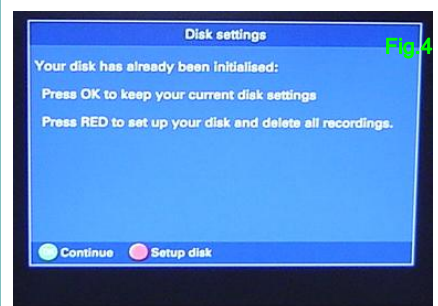 Disk settings
Fig.4
Your disk has already been initialised:
Press OK to keep your current disk settings
Press RED to set up your disk and delete all recordings.
OK Continue Setup disk